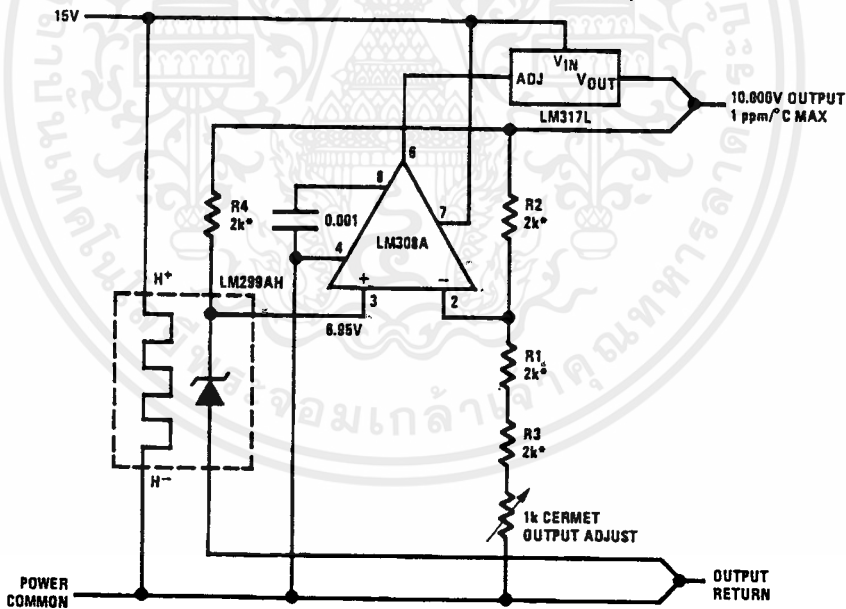 15V
ADJ
VIN
VOUT
LM317L
10.000V OUTPUT
1 ppm/°C MAX
6
R4
2k*
8
0.001
7
R2
2k*
4
LM308A
H+
LM299AH
+
−
3
2
6.95V
R1
2k*
R3
2k*
H−
1k CERMET
OUTPUT ADJUST
POWER
COMMON
OUTPUT
RETURN